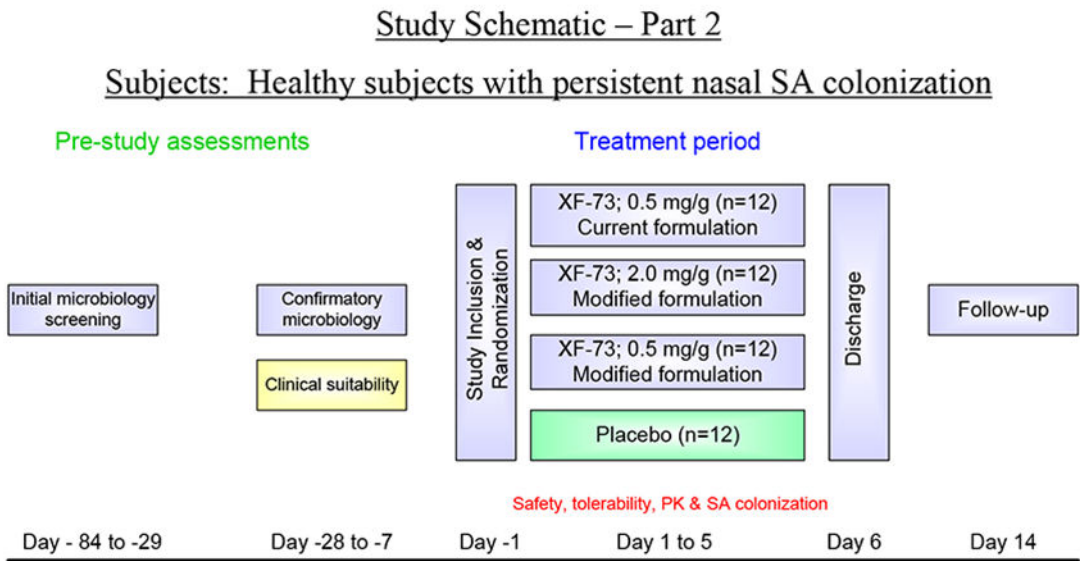 Study Schematic – Part 2
Subjects: Healthy subjects with persistent nasal SA colonization
Pre-study assessments
Treatment period
Initial microbiology
screening
Confirmatory
microbiology
Clinical suitability
Study Inclusion &
Randomization
XF-73; 0.5 mg/g (n=12)
Current formulation
XF-73; 2.0 mg/g (n=12)
Modified formulation
XF-73; 0.5 mg/g (n=12)
Modified formulation
Placebo (n=12)
Discharge
Follow-up
Safety, tolerability, PK & SA colonization
Day - 84 to -29
Day -28 to -7
Day -1
Day 1 to 5
Day 6
Day 14